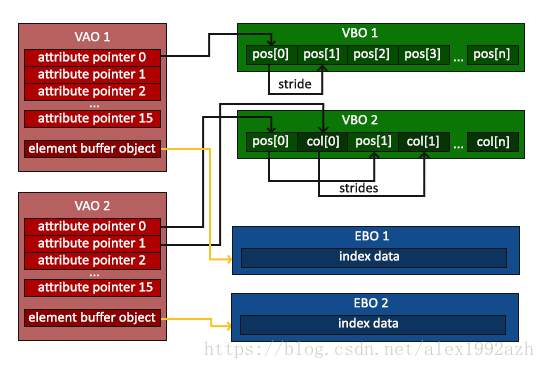 VAO 1
attribute pointer 0
attribute pointer 1
attribute pointer 2
...
attribute pointer 15
element buffer object
VBO 1
pos[0] pos[1] pos[2] pos[3] ... pos[n]
stride
VBO 2
pos[0] col[0] pos[1] col[1] ... col[n]
strides
VAO 2
attribute pointer 0
attribute pointer 1
attribute pointer 2
...
attribute pointer 15
element buffer object
EBO 1
index data
EBO 2
index data
https://blog.csdn.net/alex1992azh